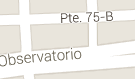 Pte. 75-B
Observatorio